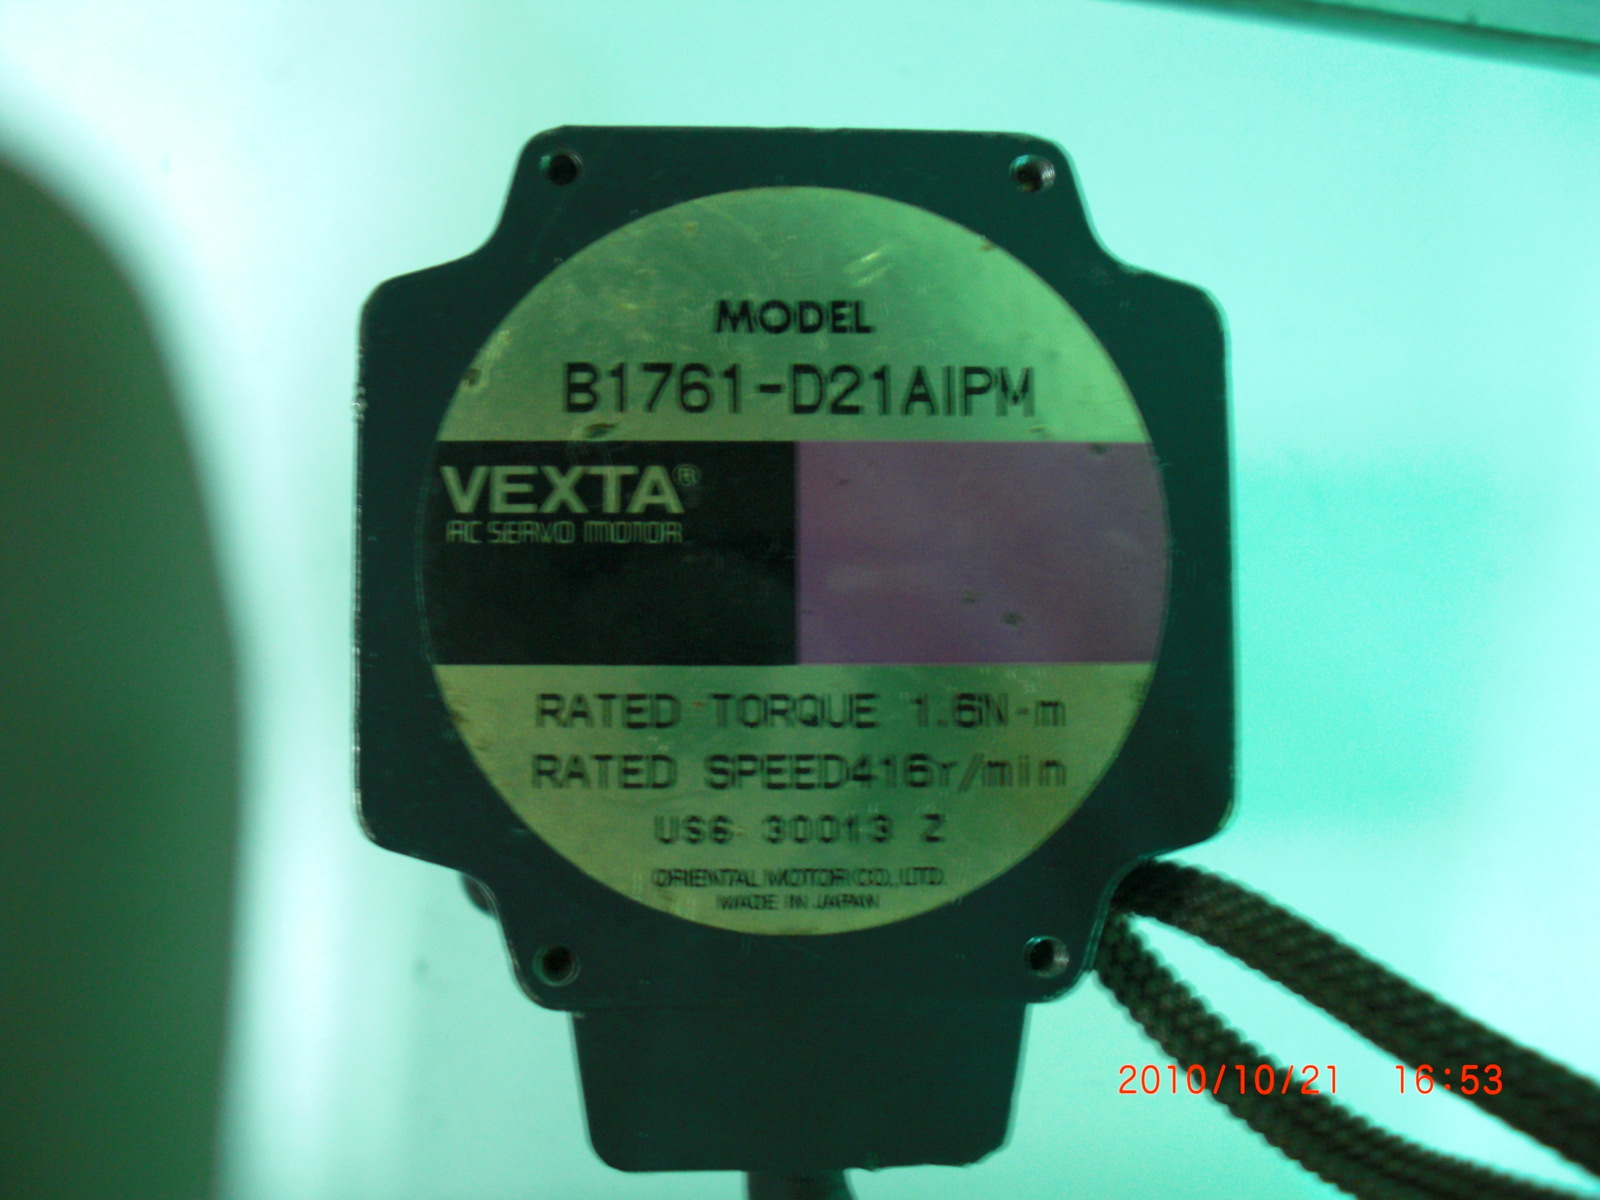 MODEL
B1761-D21AIPM
VEXTA®
AC SERVO MOTOR
RATED TORQUE 1.6N-m
RATED SPEED416r/min
US6 30013 Z
ORIENTAL MOTOR CO., LTD.
MADE IN JAPAN
2010/10/21 16:53